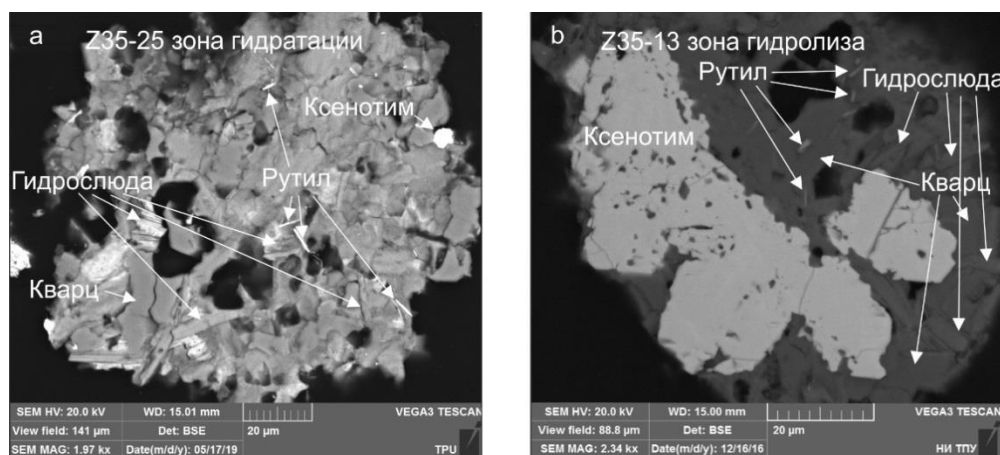 a
Z35-25 зона гидратации
Ксенотим
Гидрослюда
Рутил
Кварц
SEM HV: 20.0 kV
WD: 15.01 mm
VEGA3 TESCAN
View field: 141 µm
Det: BSE
20 µm
SEM MAG: 1.97 kx
Date(m/d/y): 05/17/19
TPU
b
Z35-13 зона гидролиза
Рутил
Гидрослюда
Ксенотим
Кварц
SEM HV: 20.0 kV
WD: 15.00 mm
VEGA3 TESCAN
View field: 88.8 µm
Det: BSE
20 µm
SEM MAG: 2.34 kx
Date(m/d/y): 12/16/16
НИ ТПУ